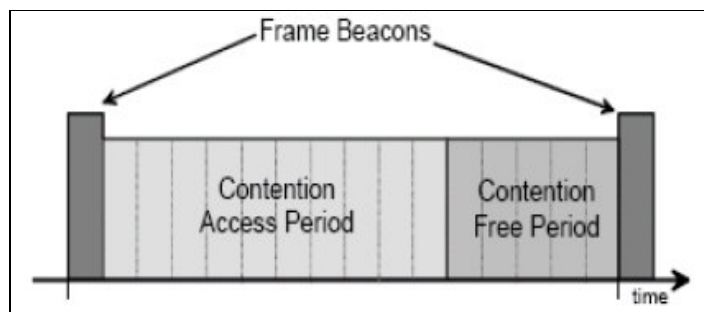 Frame Beacons
Contention
Access Period
Contention
Free Period
time